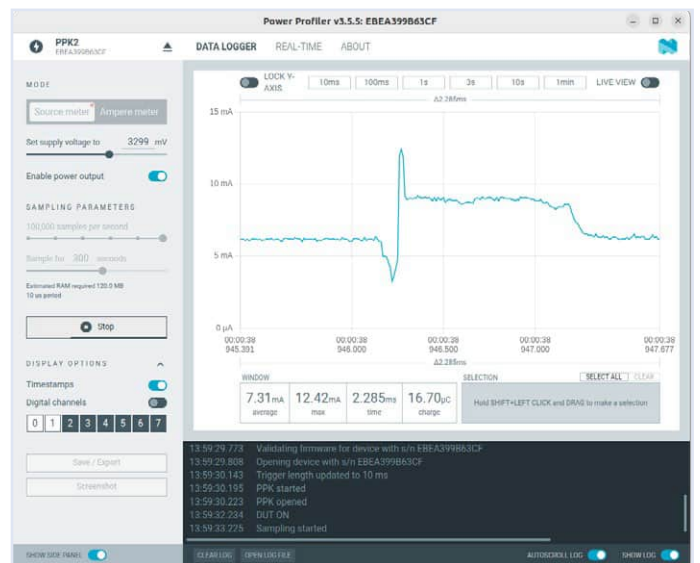 Power Profiler v3.5.5: EBEA399B63CF
PPK2
EBEA399B63CF
DATA LOGGER REAL-TIME ABOUT
MODE
Source meter Ampere meter
Set supply voltage to 3299 mV
Enable power output
SAMPLING PARAMETERS
100,000 samples per second
Sample for 300 seconds
Estimated RAM required 120.0 MB
10 us period
Stop
DISPLAY OPTIONS
Timestamps
Digital channels
0 1 2 3 4 5 6 7
Save / Export
Screenshot
SHOW SIDE PANEL
LOCK Y-AXIS 10ms 100ms 1s 3s 10s 1min LIVE VIEW
Δ2.285ms
15 mA
10 mA
5 mA
0 µA
00:00:38 00:00:38 00:00:38 00:00:38 00:00:38
945.391 946.000 946.500 947.000 947.677
Δ2.285ms
WINDOW SELECTION SELECT ALL CLEAR
7.31mA 12.42mA 2.285ms 16.70µC
average max time charge
Hold SHIFT+LEFT CLICK and DRAG to make a selection
13:59:29.773 Validating firmware for device with s/n EBEA399B63CF
13:59:29.808 Opening device with s/n EBEA399B63CF
13:59:30.143 Trigger length updated to 10 ms
13:59:30.195 PPK started
13:59:30.223 PPK opened
13:59:32.234 DUT ON
13:59:33.225 Sampling started
CLEAR LOG OPEN LOG FILE AUTOSCROLL LOG SHOW LOG